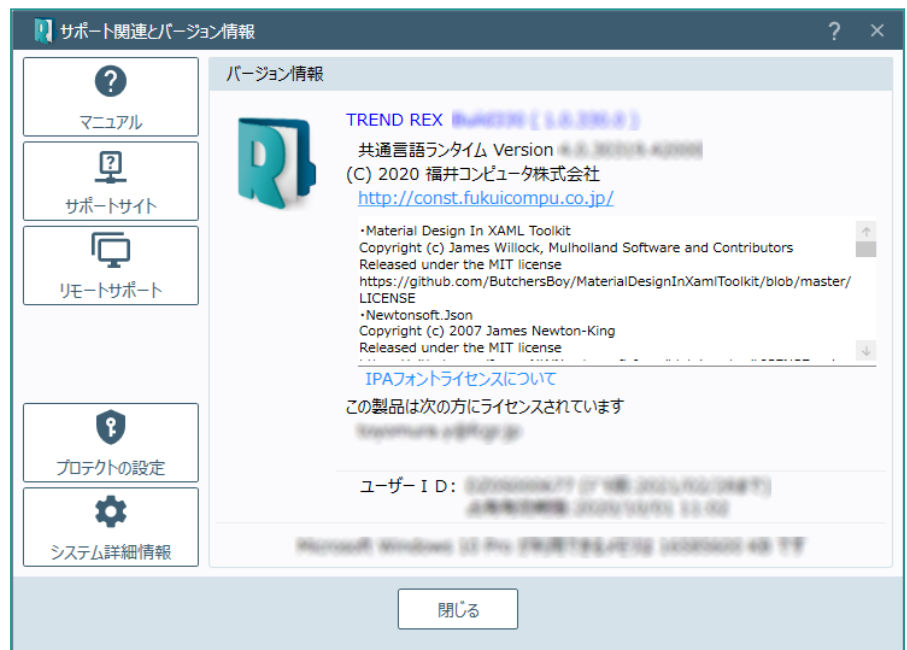 サポート関連とバージョン情報
?
マニュアル
サポートサイト
リモートサポート
プロテクトの設定
システム詳細情報
バージョン情報
TREND REX
共通言語ランタイム Version
(C) 2020 福井コンピュータ株式会社
http://const.fukuicompu.co.jp/
・Material Design In XAML Toolkit
Copyright (c) James Willock, Mulholland Software and Contributors
Released under the MIT license
https://github.com/ButchersBoy/MaterialDesignInXamlToolkit/blob/master/
LICENSE
・Newtonsoft.Json
Copyright (c) 2007 James Newton-King
Released under the MIT license
IPAフォントライセンスについて
この製品は次の方にライセンスされています
ユーザーＩＤ：
閉じる